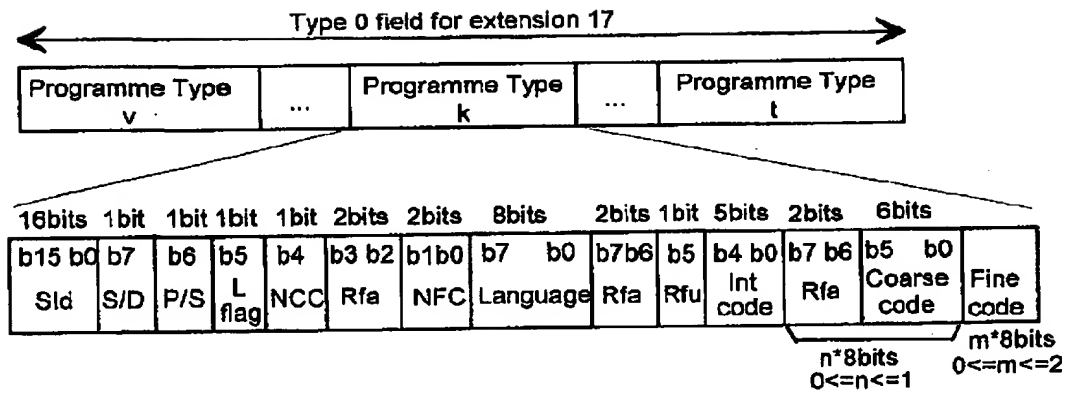 Type 0 field for extension 17
Programme Type ... Programme Type ... Programme Type
v k t
16bits 1bit 1bit 1bit 1bit 2bits 2bits 8bits 2bits 1bit 5bits 2bits 6bits
b15 b0 b7 b6 b5 b4 b3 b2 b1b0 b7 b0 b7b6 b5 b4 b0 b7 b6 b5 b0
SId S/D P/S L flag NCC Rfa NFC Language Rfa Rfu Int code Rfa Coarse code Fine code
n*8bits m*8bits
0<=n<=1 0<=m<=2